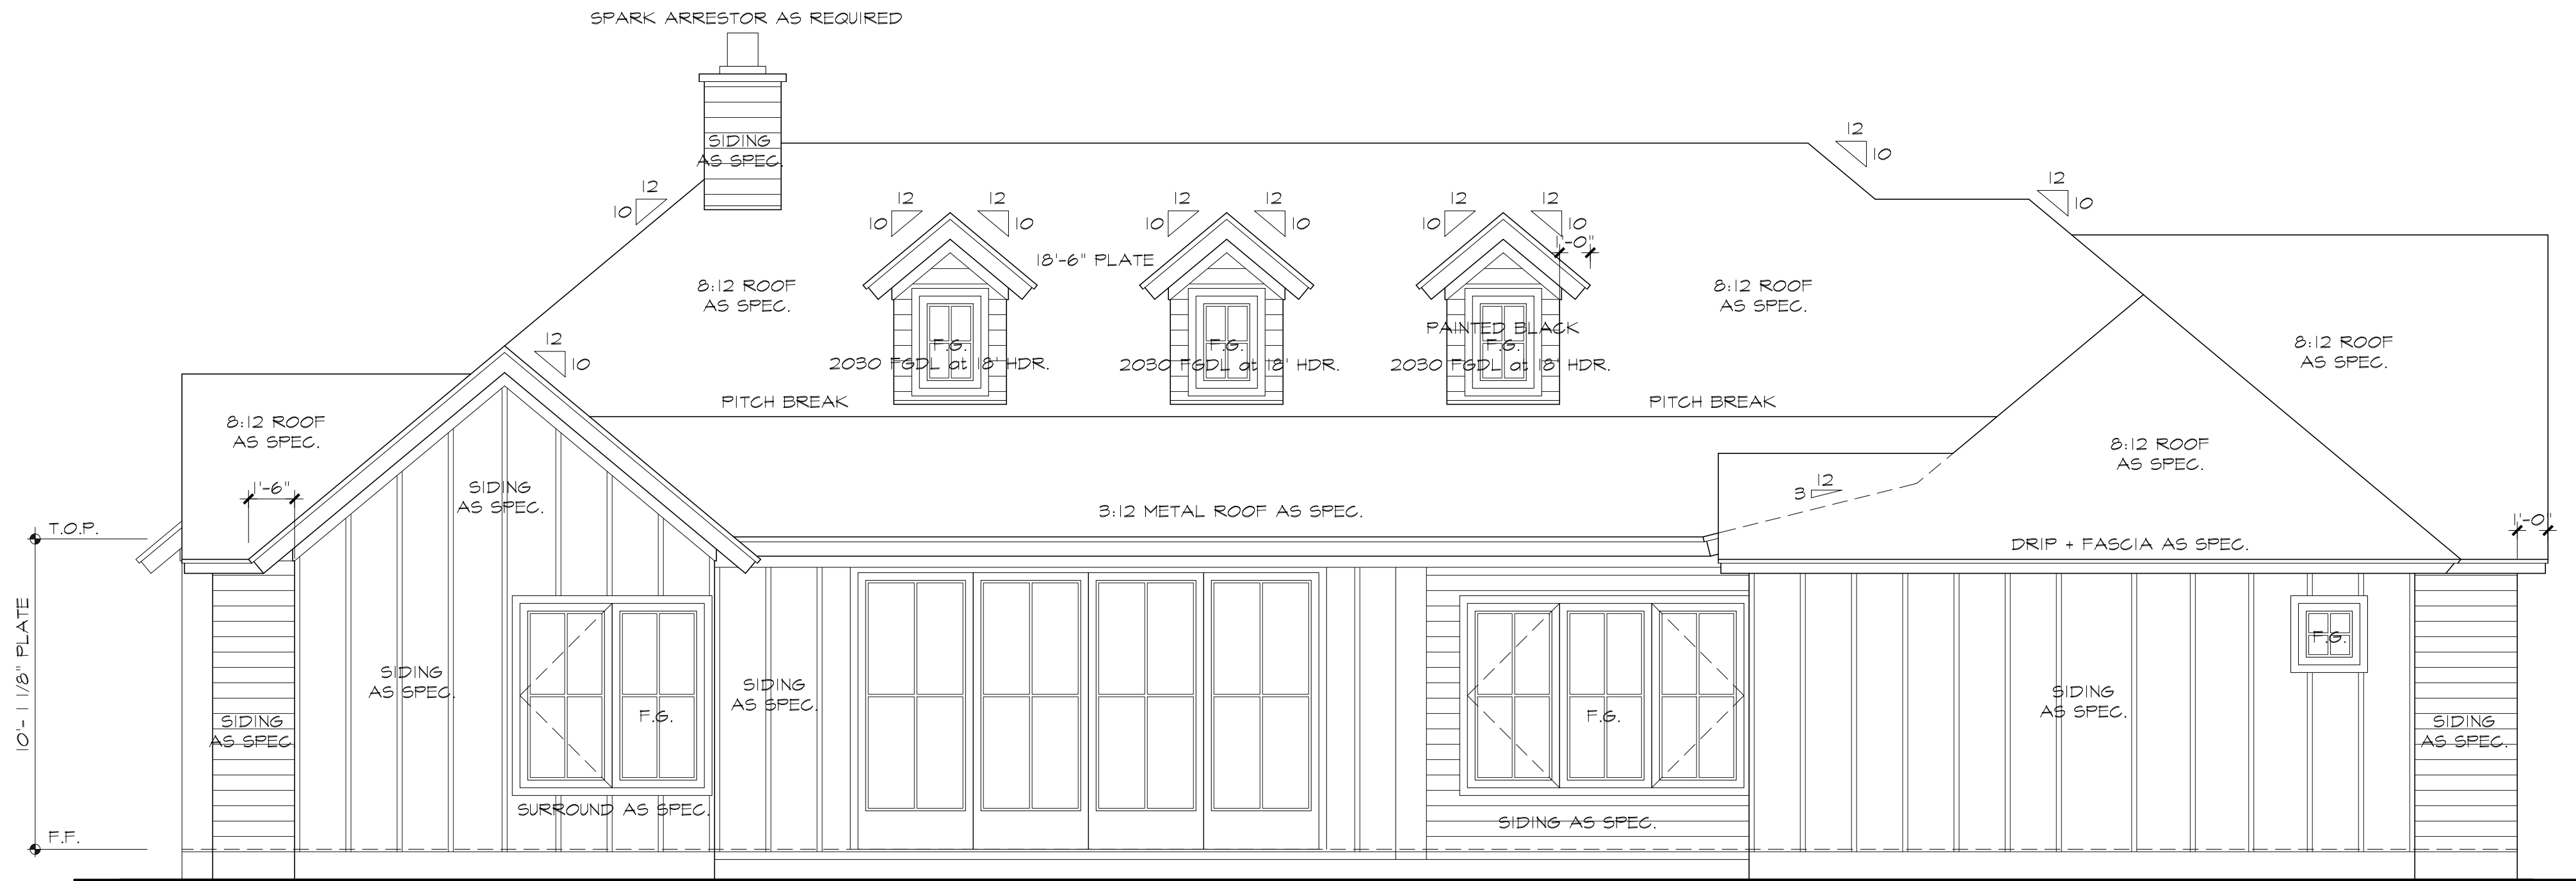 SPARK ARRESTOR AS REQUIRED
SIDING
AS SPEC.
12
10
12
10
12
10
12
10
12
10
12
10
12
10
12
10
12
10
1'-0"
18'-6" PLATE
8:12 ROOF
AS SPEC.
8:12 ROOF
AS SPEC.
PAINTED BLACK
F.G.
F.G.
F.G.
2030 FGDL at 18' HDR.
2030 FGDL at 18' HDR.
2030 FGDL at 18' HDR.
12
10
8:12 ROOF
AS SPEC.
PITCH BREAK
PITCH BREAK
8:12 ROOF
AS SPEC.
8:12 ROOF
AS SPEC.
1'-6"
SIDING
AS SPEC.
12
3
3:12 METAL ROOF AS SPEC.
1'-0"
T.O.P.
DRIP + FASCIA AS SPEC.
10'- 1 1/8" PLATE
F.G.
SIDING
AS SPEC.
SIDING
AS SPEC.
SIDING
AS SPEC.
F.G.
F.G.
SIDING
AS SPEC.
SIDING
AS SPEC.
SURROUND AS SPEC.
SIDING AS SPEC.
F.F.